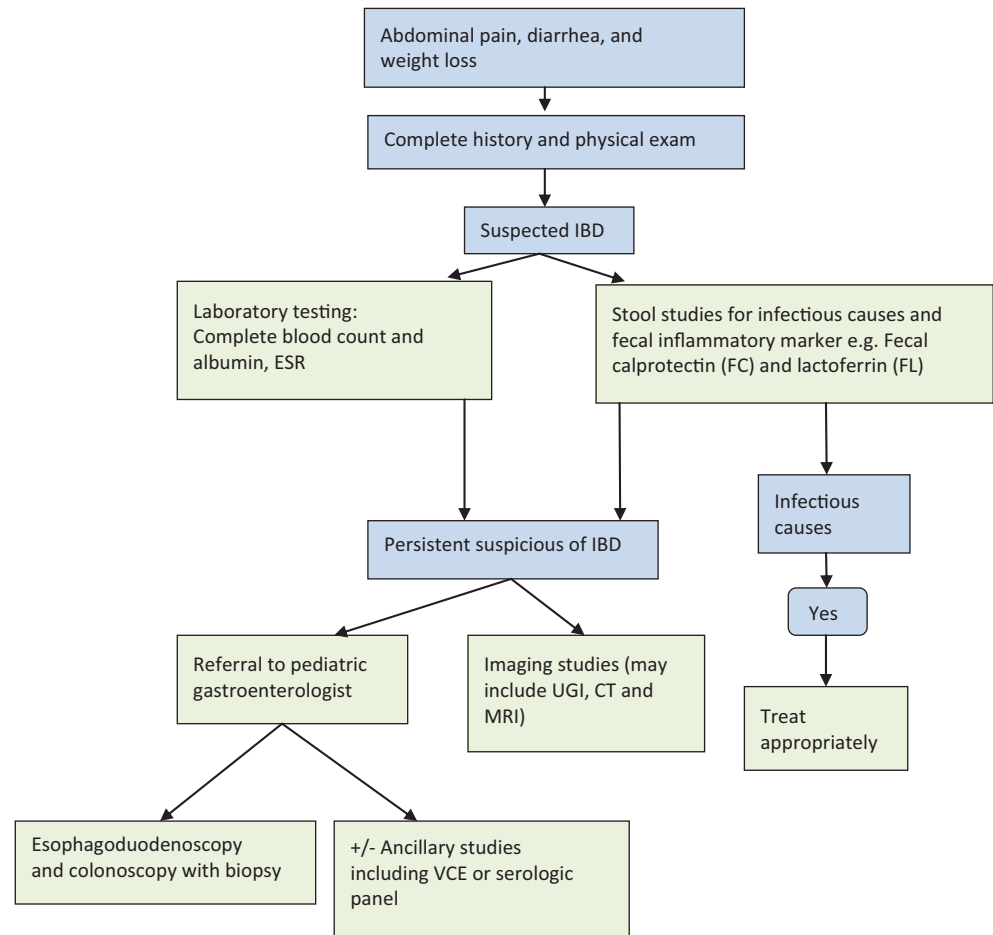 Abdominal pain, diarrhea, and
weight loss
Complete history and physical exam
Suspected IBD
Laboratory testing:
Complete blood count and
albumin, ESR
Stool studies for infectious causes and
fecal inflammatory marker e.g. Fecal
calprotectin (FC) and lactoferrin (FL)
Infectious
causes
Persistent suspicious of IBD
Yes
Referral to pediatric
gastroenterologist
Imaging studies (may
include UGI, CT and
MRI)
Treat
appropriately
Esophagoduodenoscopy
and colonoscopy with biopsy
+/- Ancillary studies
including VCE or serologic
panel